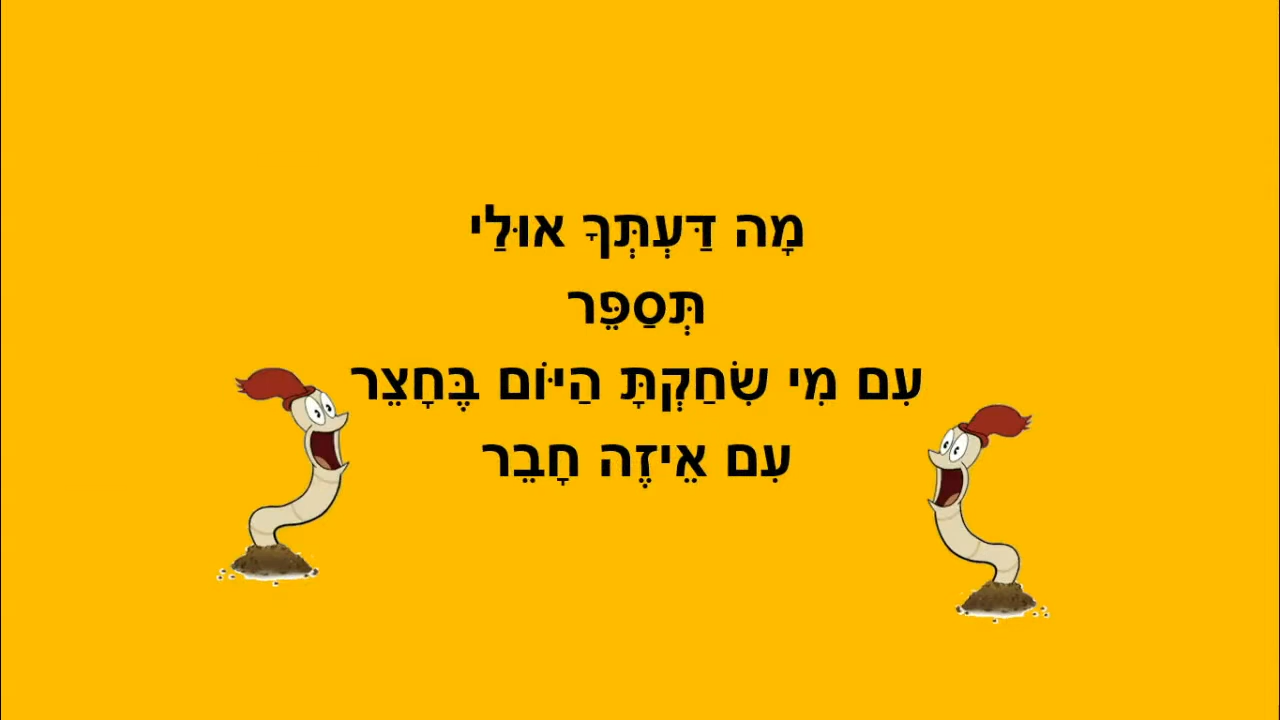 מָה דַּעְתְּךָ אוּלַי
תְּסַפֵּר
עִם מִי שִׂחַקְתָּ הַיּוֹם בֶּחָצֵר
עִם אֵיזֶה חָבֵר